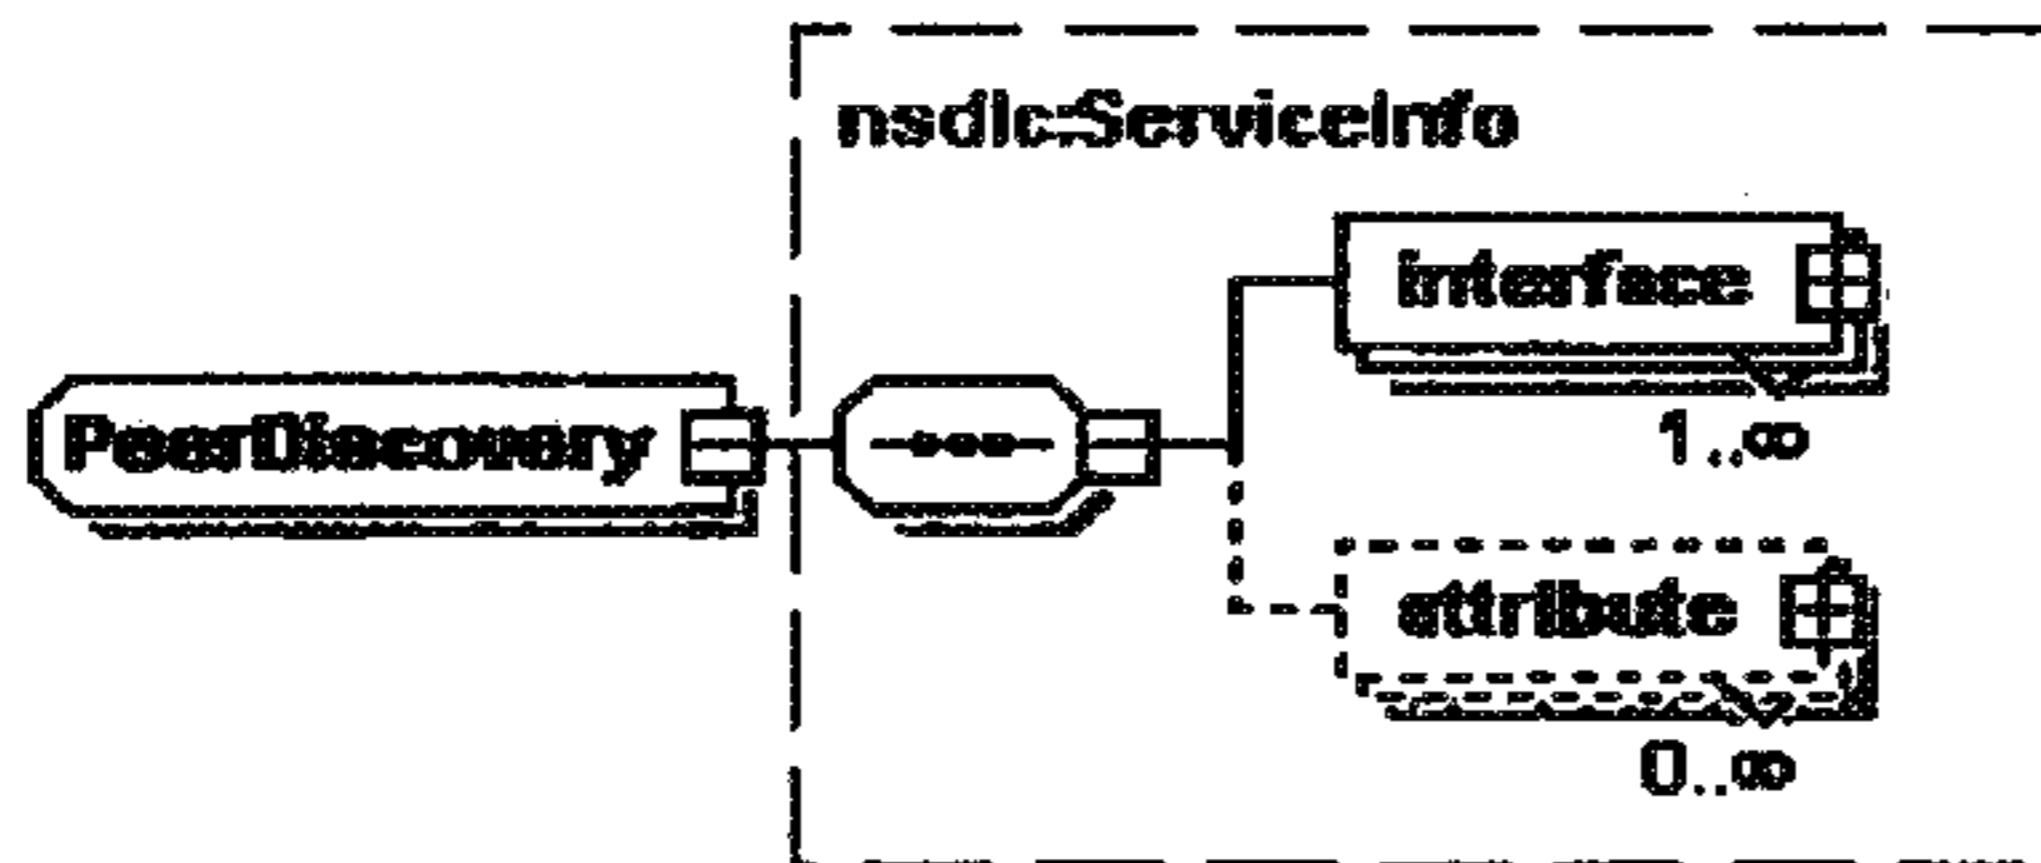 nsdlc:ServiceInfo
interface
PeerDiscovery
1..∞
attribute
0..∞